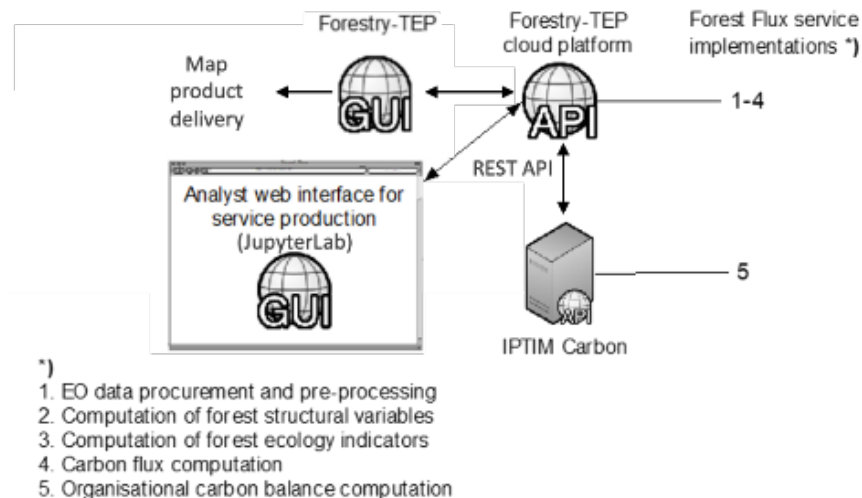 Forestry-TEP
Forestry-TEP
cloud platform
Forest Flux service
implementations *)
Map
product
delivery
GUI
API
1-4
REST API
Analyst web interface for
service production
(JupyterLab)
GUI
API
5
IPTIM Carbon
*)
1. EO data procurement and pre-processing
2. Computation of forest structural variables
3. Computation of forest ecology indicators
4. Carbon flux computation
5. Organisational carbon balance computation